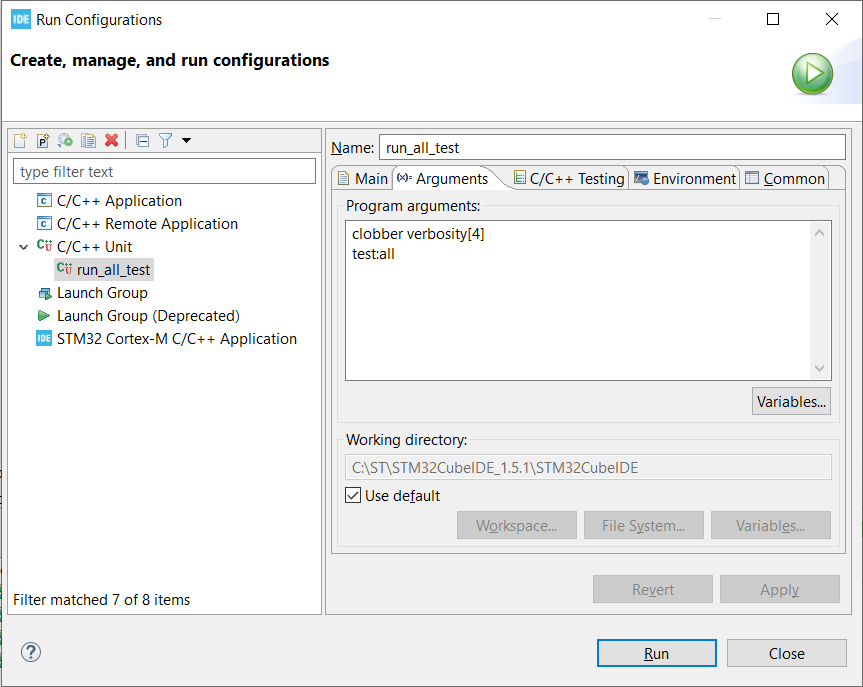 IDE Run Configurations
Create, manage, and run configurations
Name: run_all_test
type filter text
Main (x)= Arguments C/C++ Testing Environment Common
C/C++ Application
C/C++ Remote Application
C/C++ Unit
run_all_test
Launch Group
Launch Group (Deprecated)
IDE STM32 Cortex-M C/C++ Application
Filter matched 7 of 8 items
Program arguments:
clobber verbosity[4]
test:all
Variables...
Working directory:
C:\ST\STM32CubeIDE_1.5.1\STM32CubeIDE
Use default
Workspace... File System... Variables...
Revert Apply
Run Close